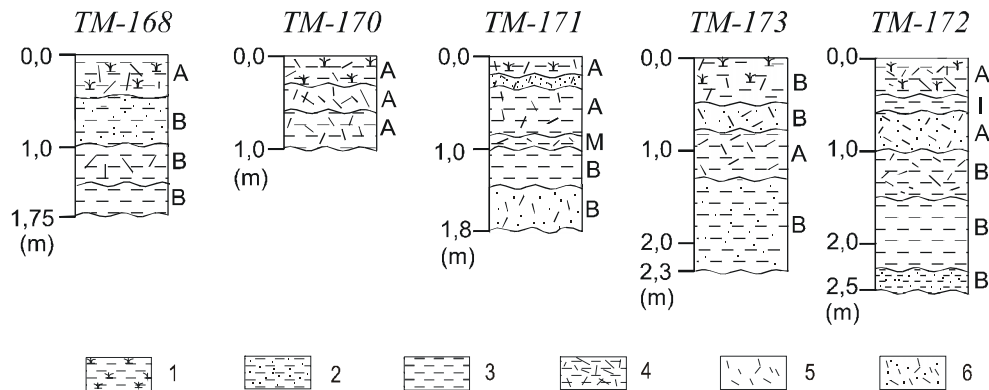 TM-168 TM-170 TM-171 TM-173 TM-172
0,0 0,0 0,0 0,0 0,0
A A A B A
I
B A A B A
1,0 B A 1,0 M 1,0 A 1,0 B
1,0 B
B B B B
1,75 1,8 2,0 2,0
(m) (m) (m) 2,3 2,5 B
(m) (m)
1 2 3 4 5 6